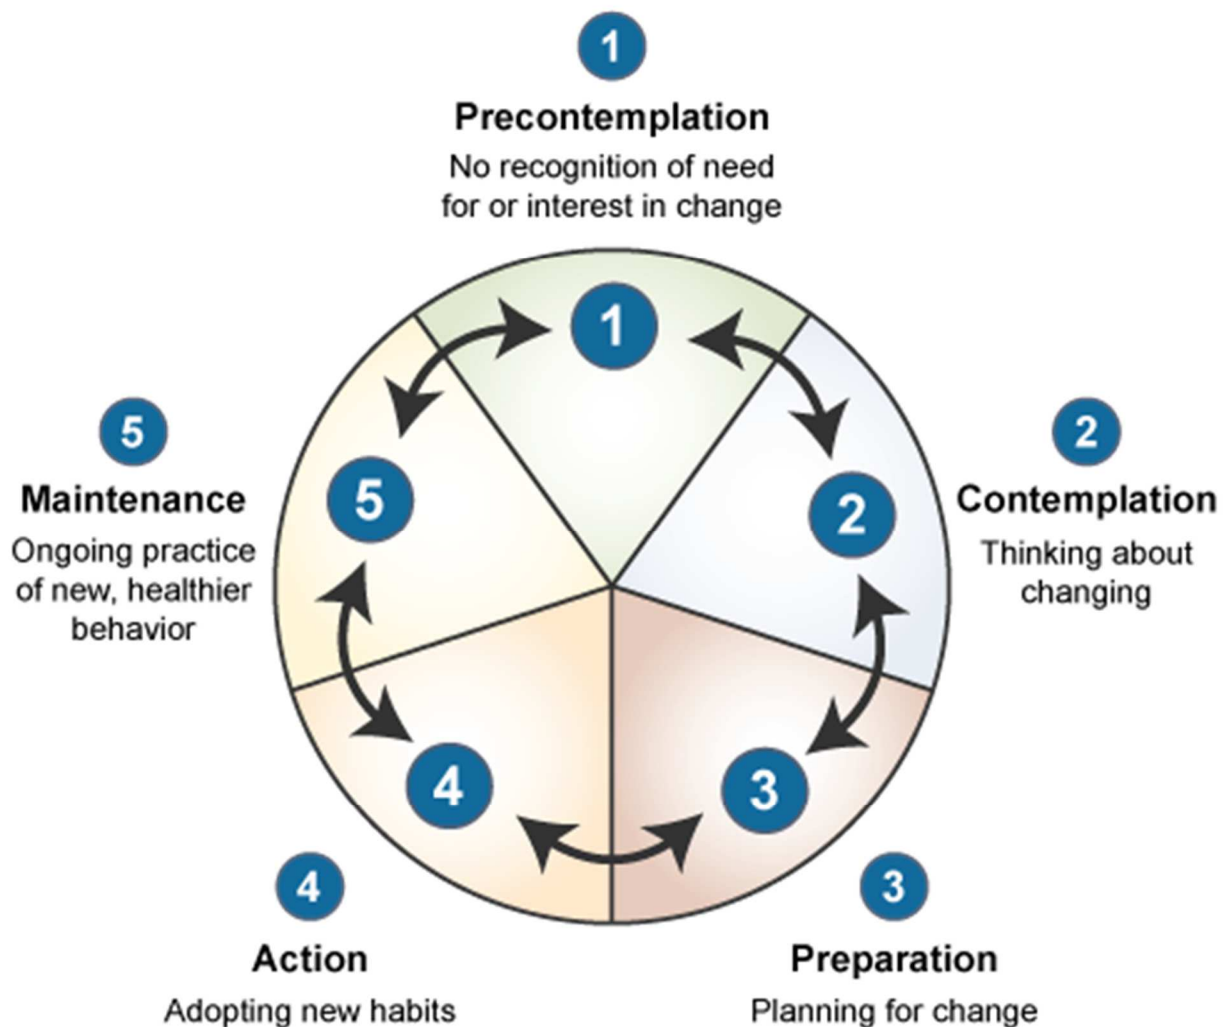 1
Precontemplation
No recognition of need
for or interest in change
1
2
Contemplation
Thinking about
changing
2
3
3
Preparation
Planning for change
4
4
Action
Adopting new habits
5
5
Maintenance
Ongoing practice
of new, healthier
behavior